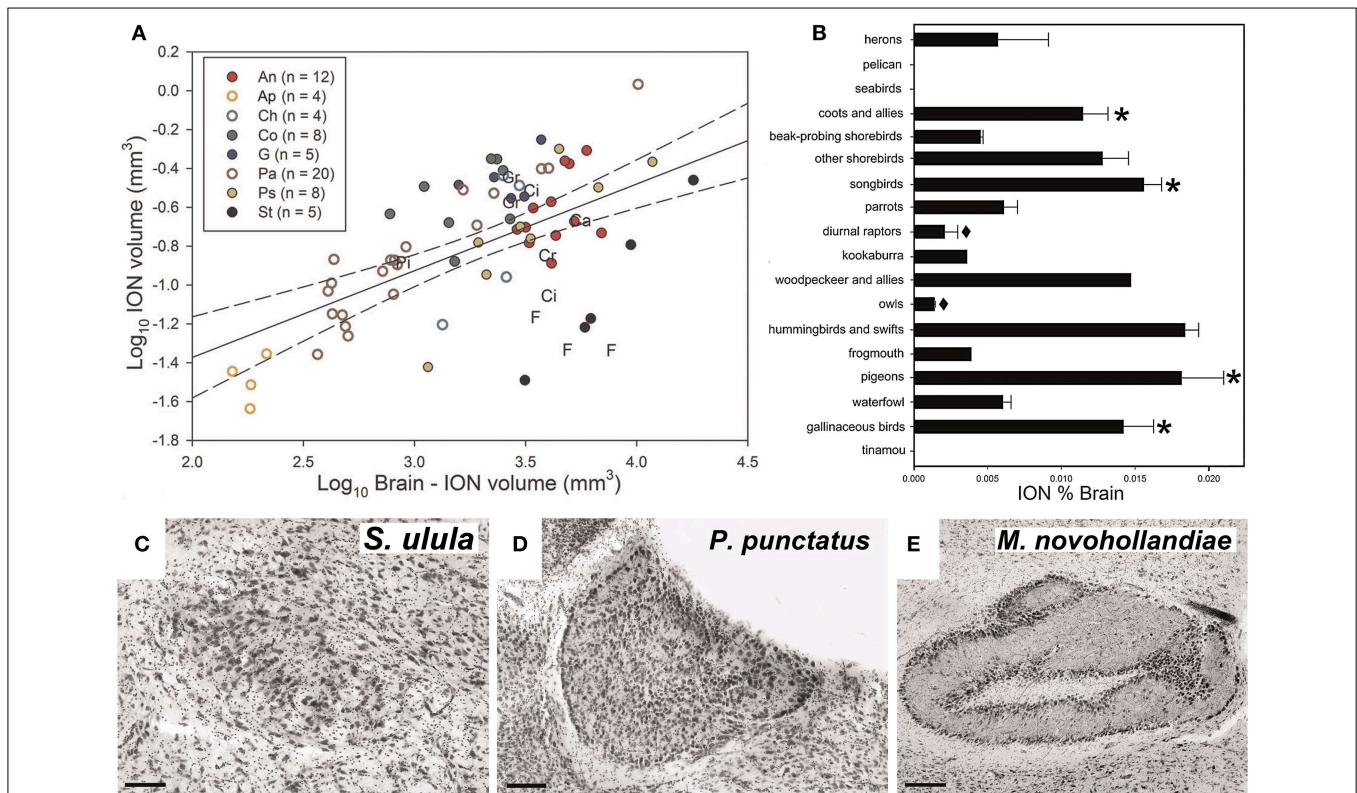 A
0.2
0.0
-0.2
-0.4
-0.6
-0.8
-1.0
-1.2
-1.4
-1.6
-1.8
Log10 ION volume (mm3)
An (n = 12)
Ap (n = 4)
Ch (n = 4)
Co (n = 8)
G (n = 5)
Pa (n = 20)
Ps (n = 8)
St (n = 5)
Gr
Ci
Gr
Ca
Pi
Cr
Ci
F
F
F
2.0 2.5 3.0 3.5 4.0 4.5
Log10 Brain - ION volume (mm3)
B
herons
pelican
seabirds
coots and allies
*
beak-probing shorebirds
other shorebirds
songbirds
*
parrots
diurnal raptors
♦
kookaburra
woodpeckeer and allies
owls
♦
hummingbirds and swifts
frogmouth
pigeons
*
waterfowl
gallinaceous birds
*
tinamou
0.000 0.005 0.010 0.015 0.020
ION % Brain
C
S. ulula
D
P. punctatus
E
M. novohollandiae